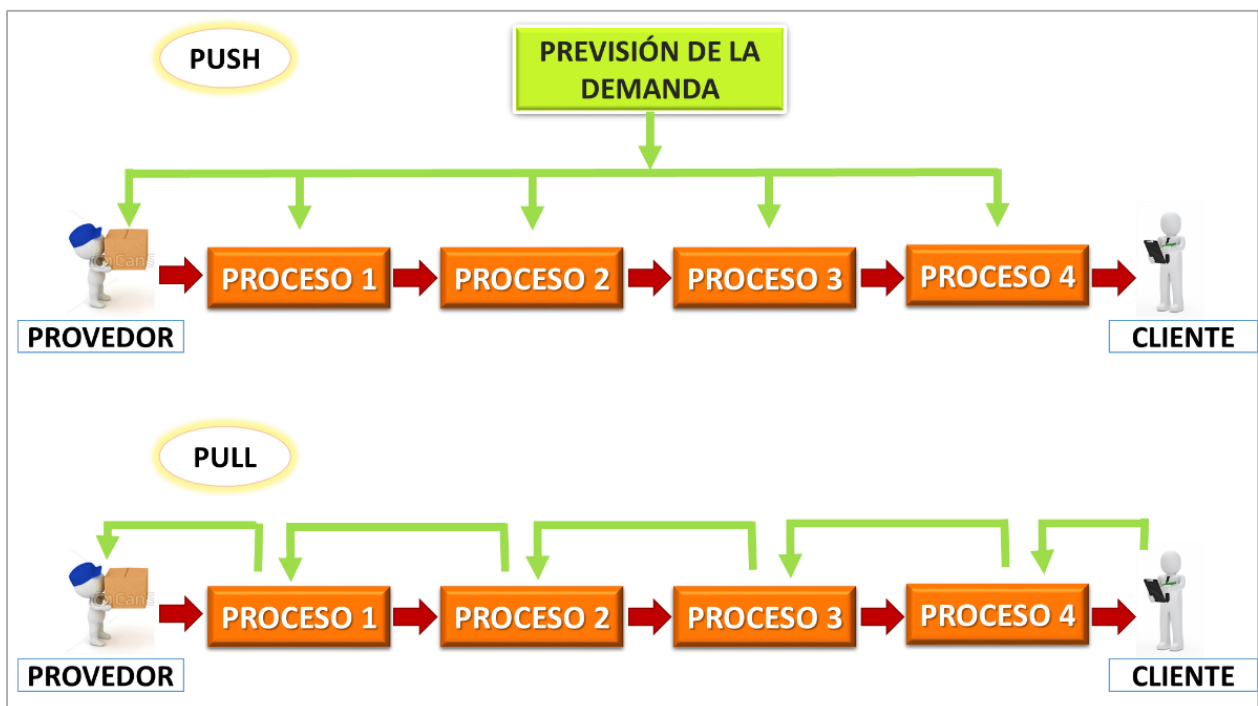 PUSH
PREVISIÓN DE LA
DEMANDA
PROCESO 1
PROCESO 2
PROCESO 3
PROCESO 4
PROVEDOR
CLIENTE
PULL
PROCESO 1
PROCESO 2
PROCESO 3
PROCESO 4
PROVEDOR
CLIENTE